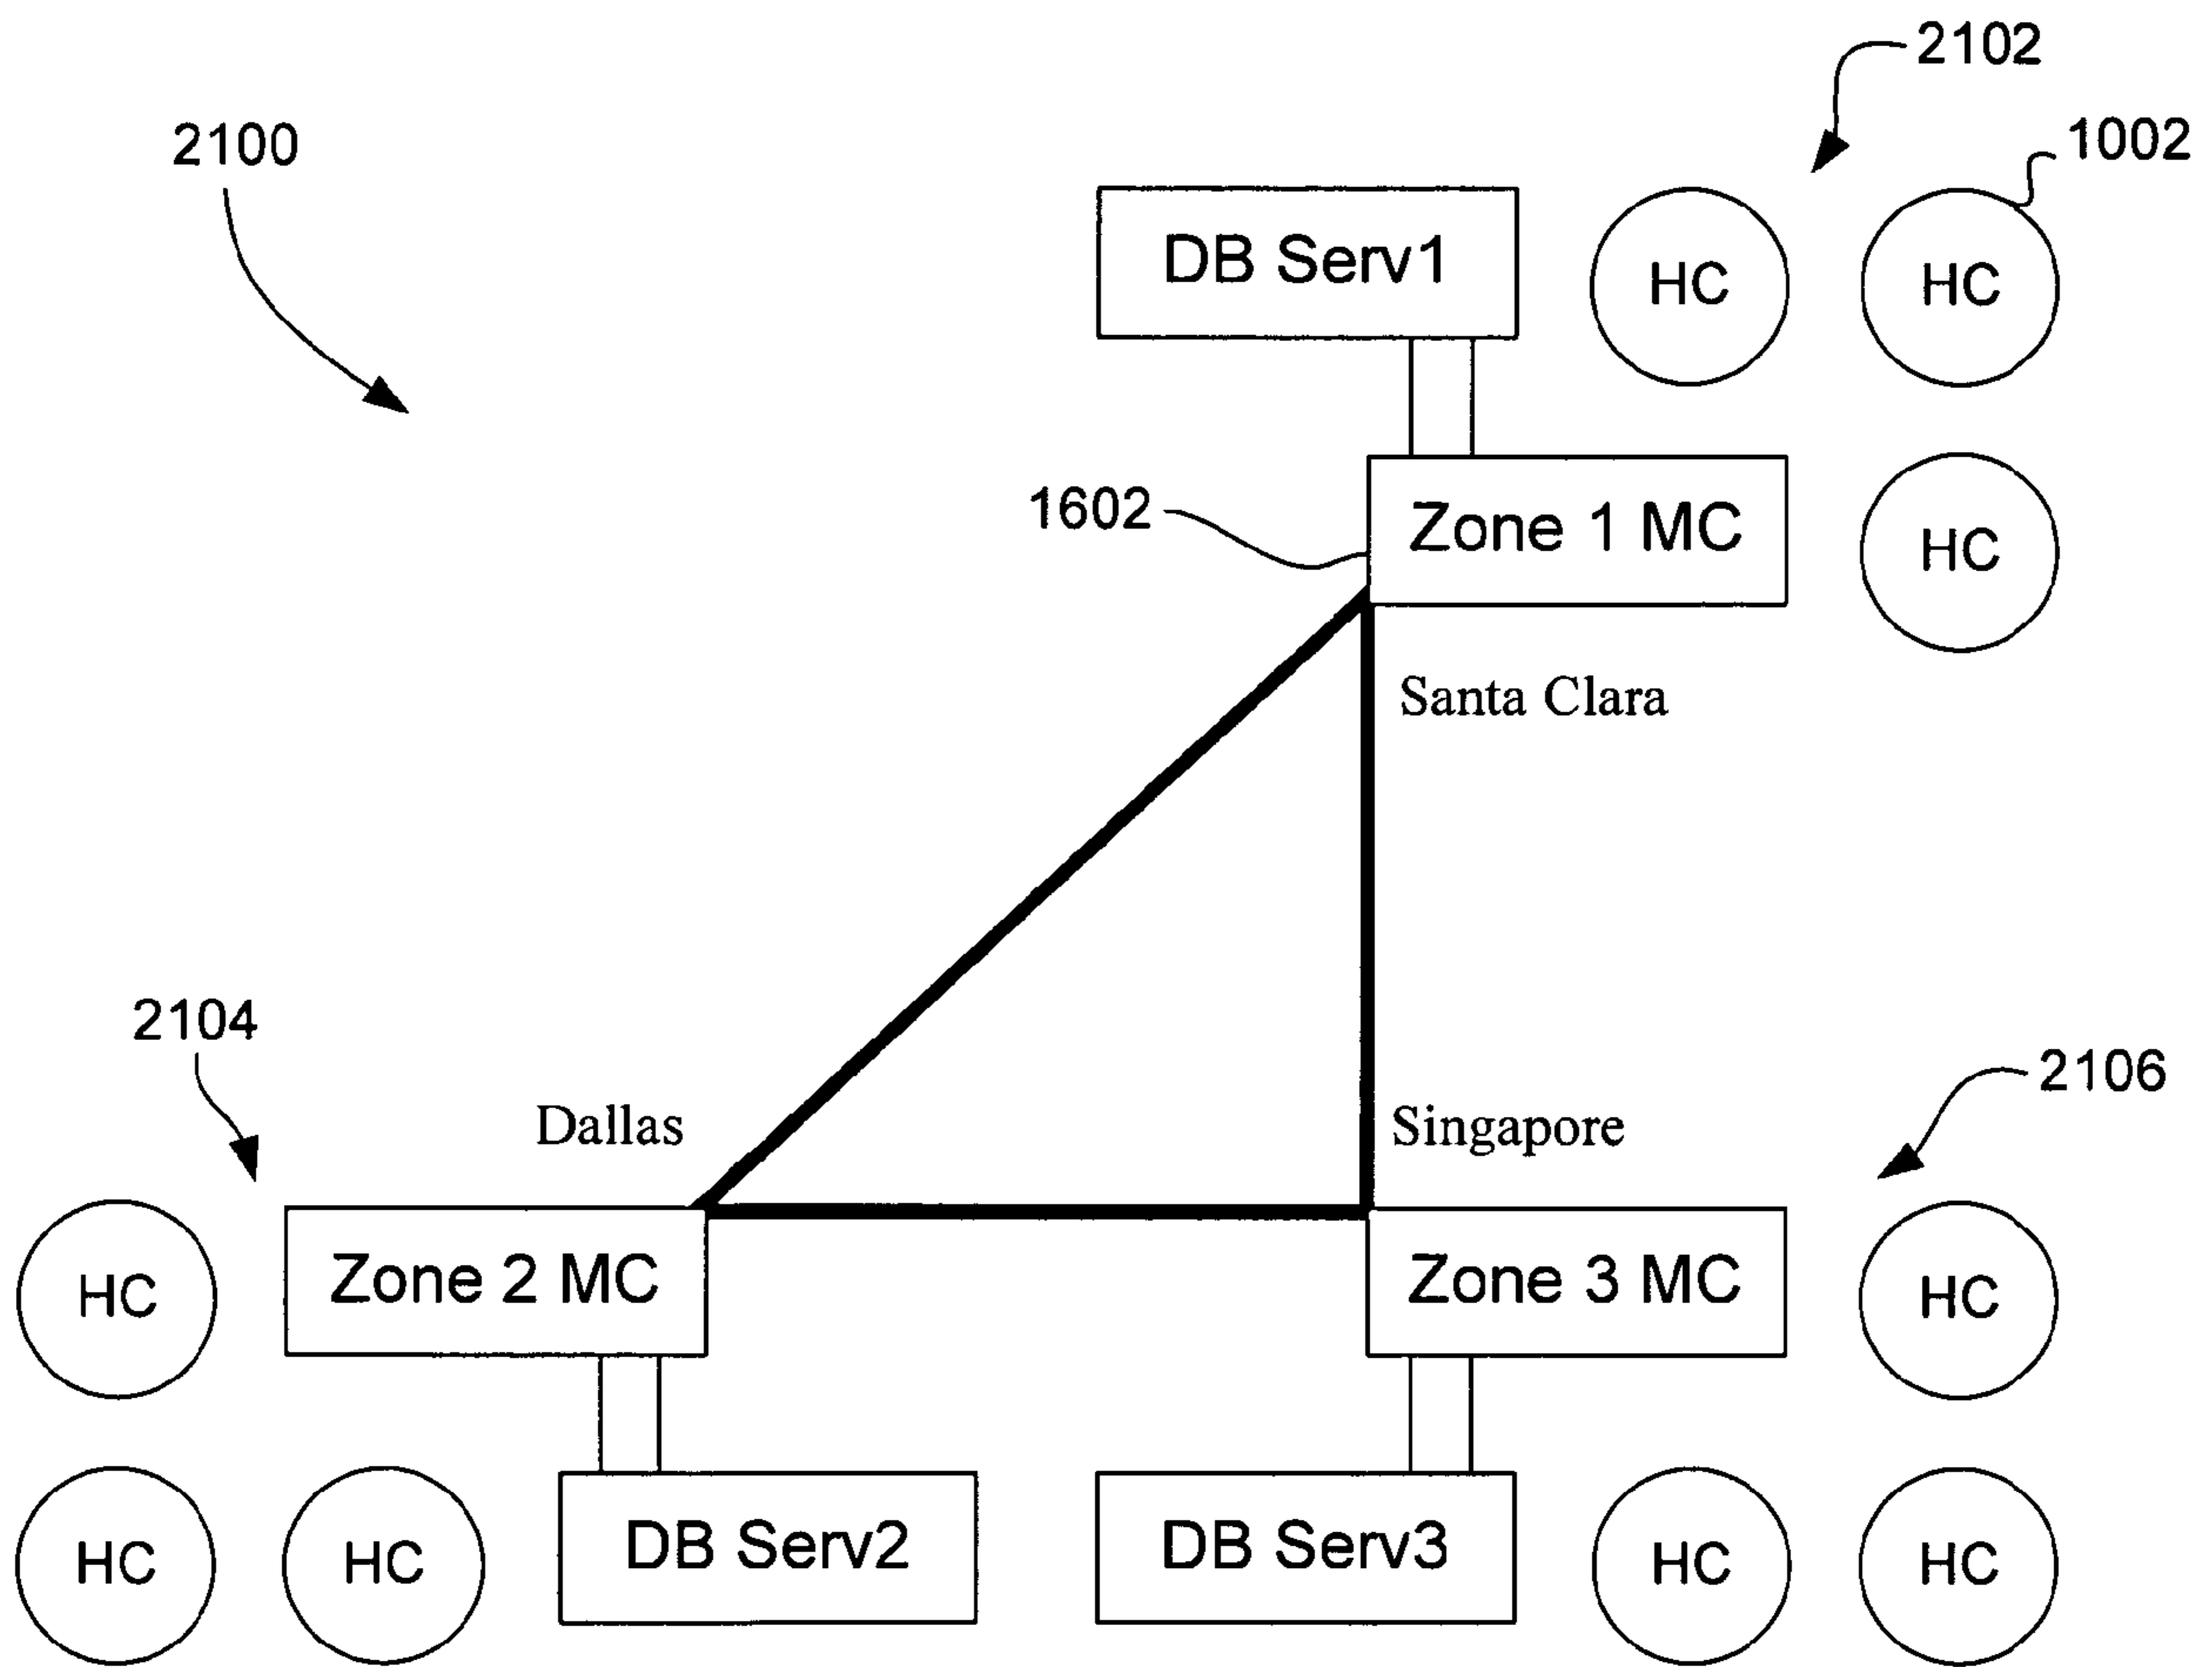 2102
2100
1002
DB Serv1
HC
HC
1602
Zone 1 MC
HC
Santa Clara
2104
2106
Dallas
Singapore
HC
Zone 2 MC
Zone 3 MC
HC
HC
HC
DB Serv2
DB Serv3
HC
HC